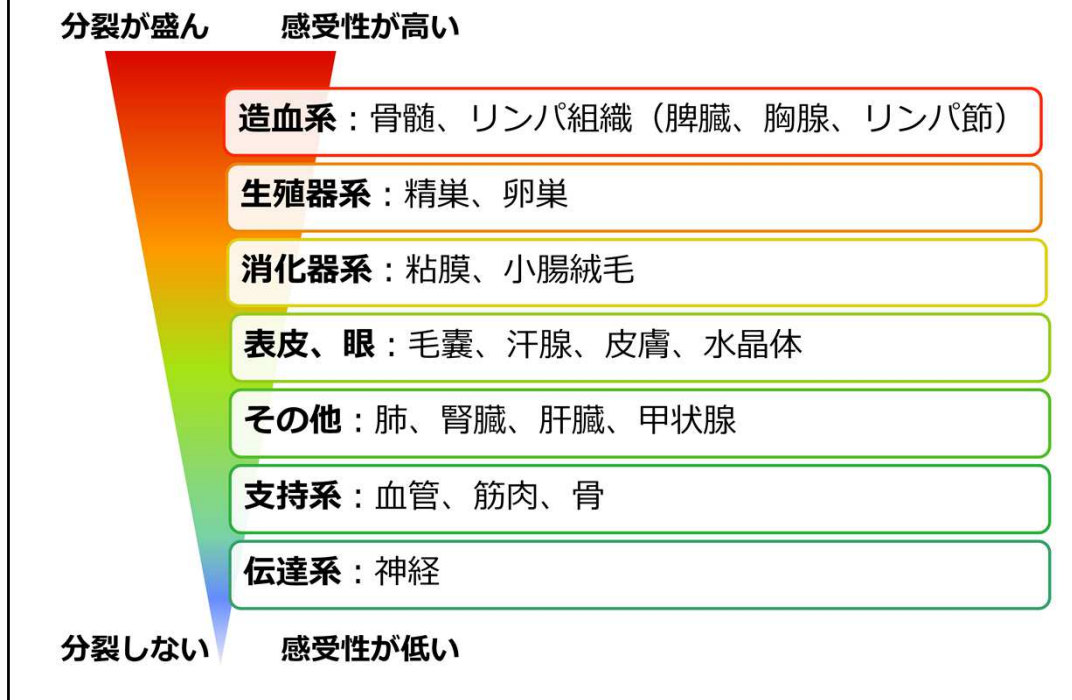 分裂が盛ん　感受性が高い
造血系：骨髄、リンパ組織（脾臓、胸腺、リンパ節）
生殖器系：精巣、卵巣
消化器系：粘膜、小腸絨毛
表皮、眼：毛嚢、汗腺、皮膚、水晶体
その他：肺、腎臓、肝臓、甲状腺
支持系：血管、筋肉、骨
伝達系：神経
分裂しない　感受性が低い